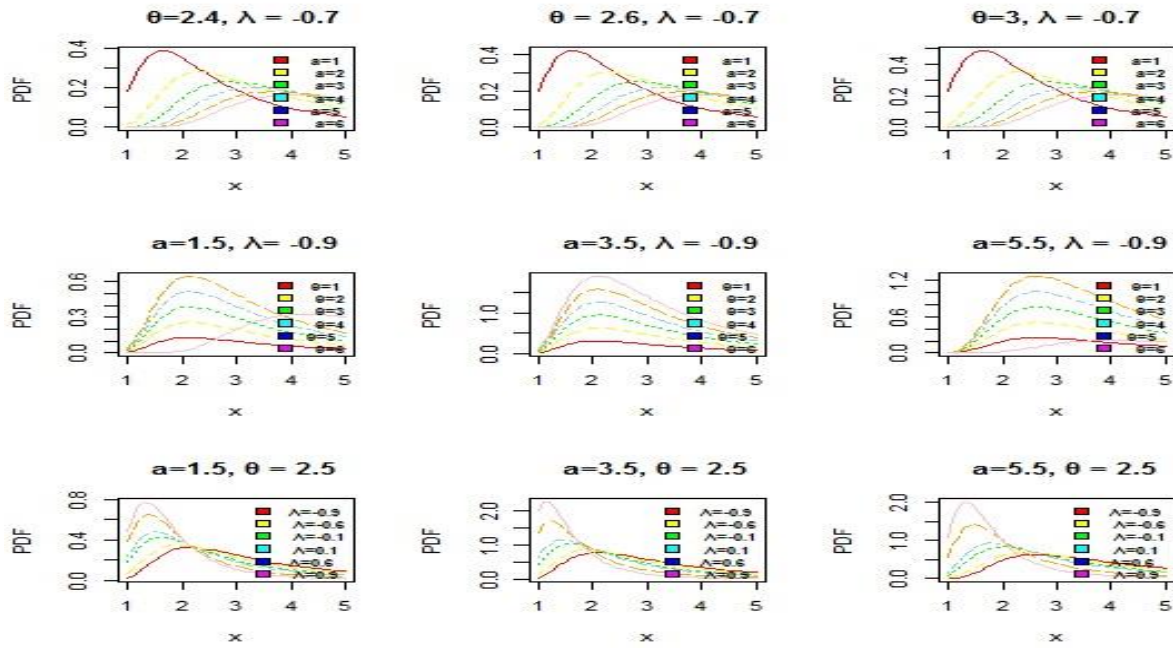 θ=2.4, λ = -0.7
PDF
0.0 0.2 0.4
a=1
a=2
a=3
a=4
a=5
a=6
1 2 3 4 5
x
θ = 2.6, λ = -0.7
PDF
0.0 0.2 0.4
a=1
a=2
a=3
a=4
a=5
a=6
1 2 3 4 5
x
θ=3, λ = -0.7
PDF
0.0 0.2 0.4
a=1
a=2
a=3
a=4
a=5
a=6
1 2 3 4 5
x
a=1.5, λ= -0.9
PDF
0.0 0.3 0.6
θ=1
θ=2
θ=3
θ=4
θ=5
θ=6
1 2 3 4 5
x
a=3.5, λ = -0.9
PDF
0.0 1.0
θ=1
θ=2
θ=3
θ=4
θ=5
θ=6
1 2 3 4 5
x
a=5.5, λ = -0.9
PDF
0.0 0.6 1.2
θ=1
θ=2
θ=3
θ=4
θ=5
θ=6
1 2 3 4 5
x
a=1.5, θ = 2.5
PDF
0.0 0.4 0.8
Λ=-0.9
Λ=-0.6
Λ=-0.1
Λ=0.1
Λ=0.6
Λ=0.9
1 2 3 4 5
x
a=3.5, θ = 2.5
PDF
0.0 1.0 2.0
Λ=-0.9
Λ=-0.6
Λ=-0.1
Λ=0.1
Λ=0.6
Λ=0.9
1 2 3 4 5
x
a=5.5, θ = 2.5
PDF
0.0 1.0 2.0
Λ=-0.9
Λ=-0.6
Λ=-0.1
Λ=0.1
Λ=0.6
Λ=0.9
1 2 3 4 5
x